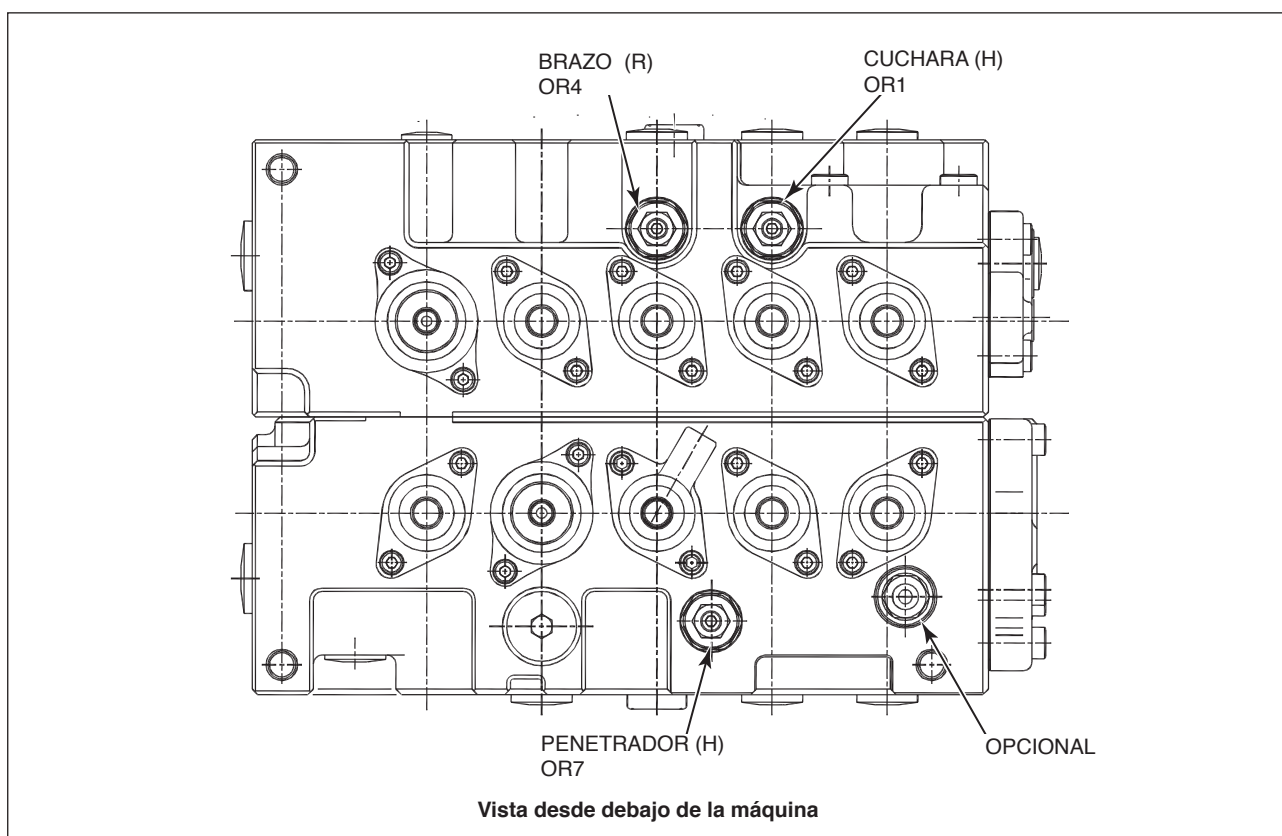 BRAZO (R)
OR4
CUCHARA (H)
OR1
PENETRADOR (H)
OR7
OPCIONAL
Vista desde debajo de la máquina